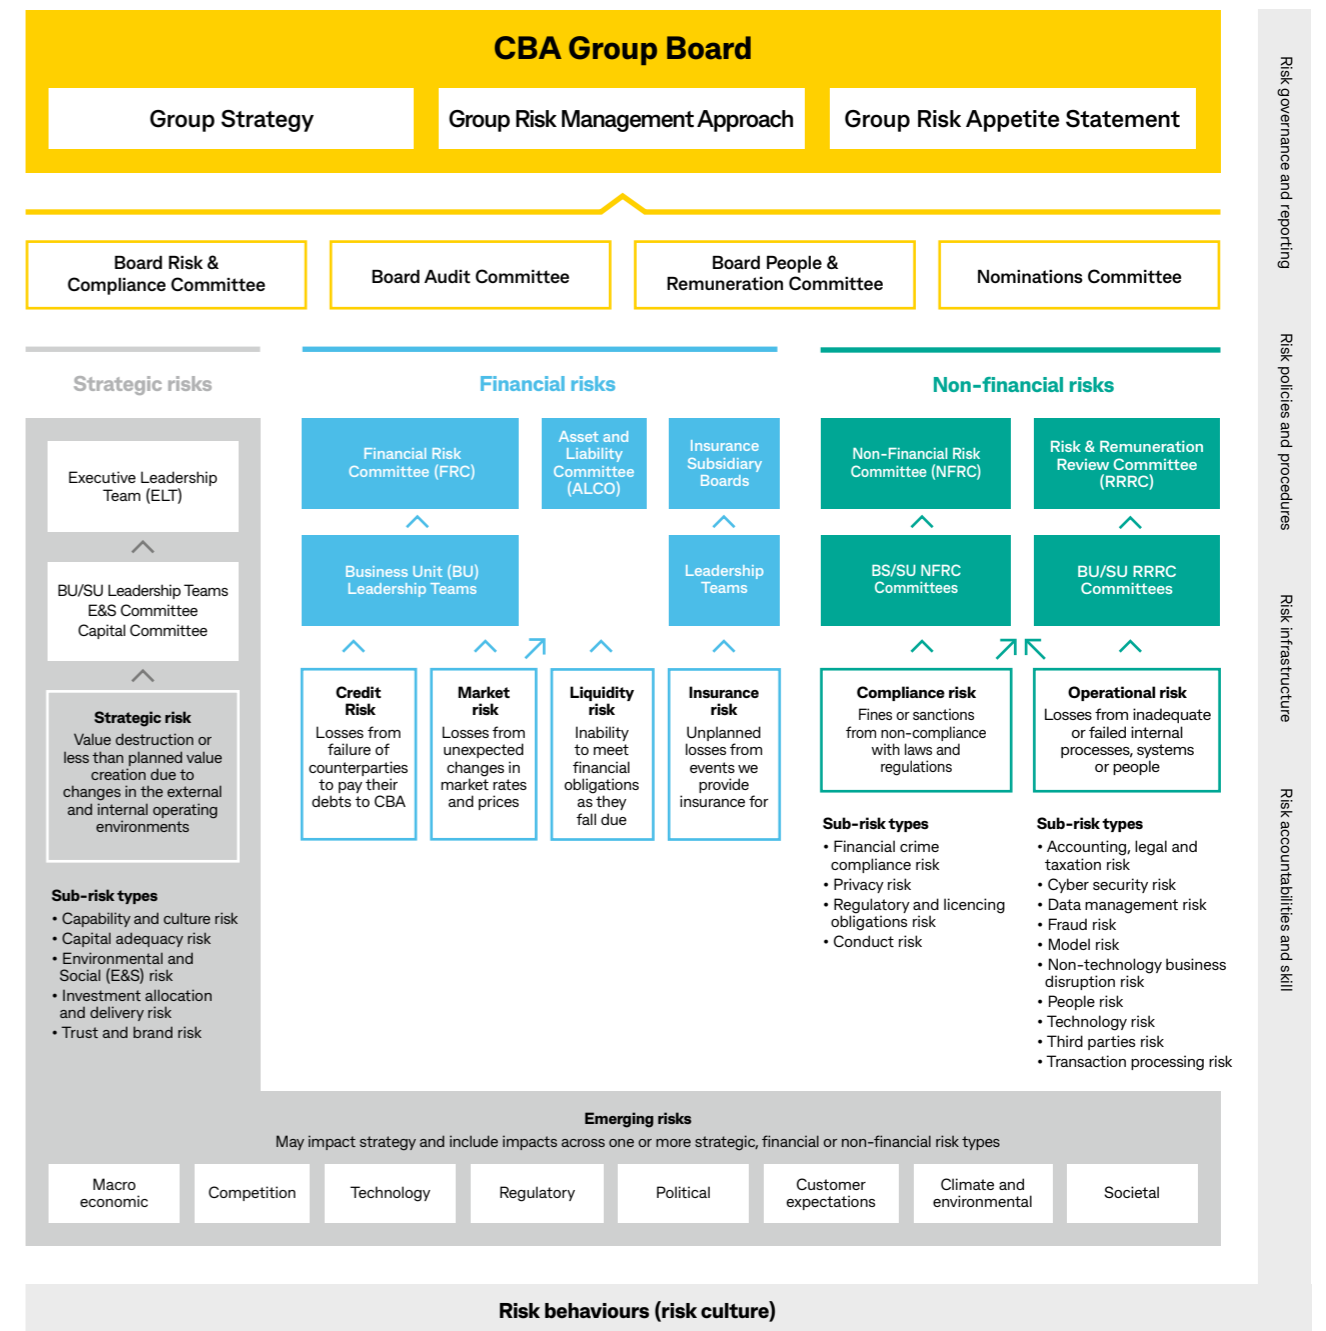 CBA Group Board
Group Strategy
Group Risk Management Approach
Group Risk Appetite Statement
Board Risk &
Compliance Committee
Board Audit Committee
Board People &
Remuneration Committee
Nominations Committee
Strategic risks
Executive Leadership
Team (ELT)
BU/SU Leadership Teams
E&S Committee
Capital Committee
Strategic risk
Value destruction or
less than planned value
creation due to
changes in the external
and internal operating
environments
Sub-risk types
• Capability and culture risk
• Capital adequacy risk
• Environmental and
Social (E&S) risk
• Investment allocation
and delivery risk
• Trust and brand risk
Financial risks
Financial Risk
Committee (FRC)
Asset and
Liability
Committee
(ALCO)
Insurance
Subsidiary
Boards
Business Unit (BU)
Leadership Teams
Leadership
Teams
Credit
Risk
Losses from
failure of
counterparties
to pay their
debts to CBA
Market
risk
Losses from
unexpected
changes in
market rates
and prices
Liquidity
risk
Inability
to meet
financial
obligations
as they
fall due
Insurance
risk
Unplanned
losses from
events we
provide
insurance for
Non-financial risks
Non-Financial Risk
Committee (NFRC)
Risk & Remuneration
Review Committee
(RRRC)
BS/SU NFRC
Committees
BU/SU RRRC
Committees
Compliance risk
Fines or sanctions
from non-compliance
with laws and
regulations
Sub-risk types
• Financial crime
compliance risk
• Privacy risk
• Regulatory and licencing
obligations risk
• Conduct risk
Operational risk
Losses from inadequate
or failed internal
processes, systems
or people
Sub-risk types
• Accounting, legal and
taxation risk
• Cyber security risk
• Data management risk
• Fraud risk
• Model risk
• Non-technology business
disruption risk
• People risk
• Technology risk
• Third parties risk
• Transaction processing risk
Emerging risks
May impact strategy and include impacts across one or more strategic, financial or non-financial risk types
Macro
economic
Competition
Technology
Regulatory
Political
Customer
expectations
Climate and
environmental
Societal
Risk behaviours (risk culture)
Risk governance and reporting
Risk policies and procedures
Risk infrastructure
Risk accountabilities and skill